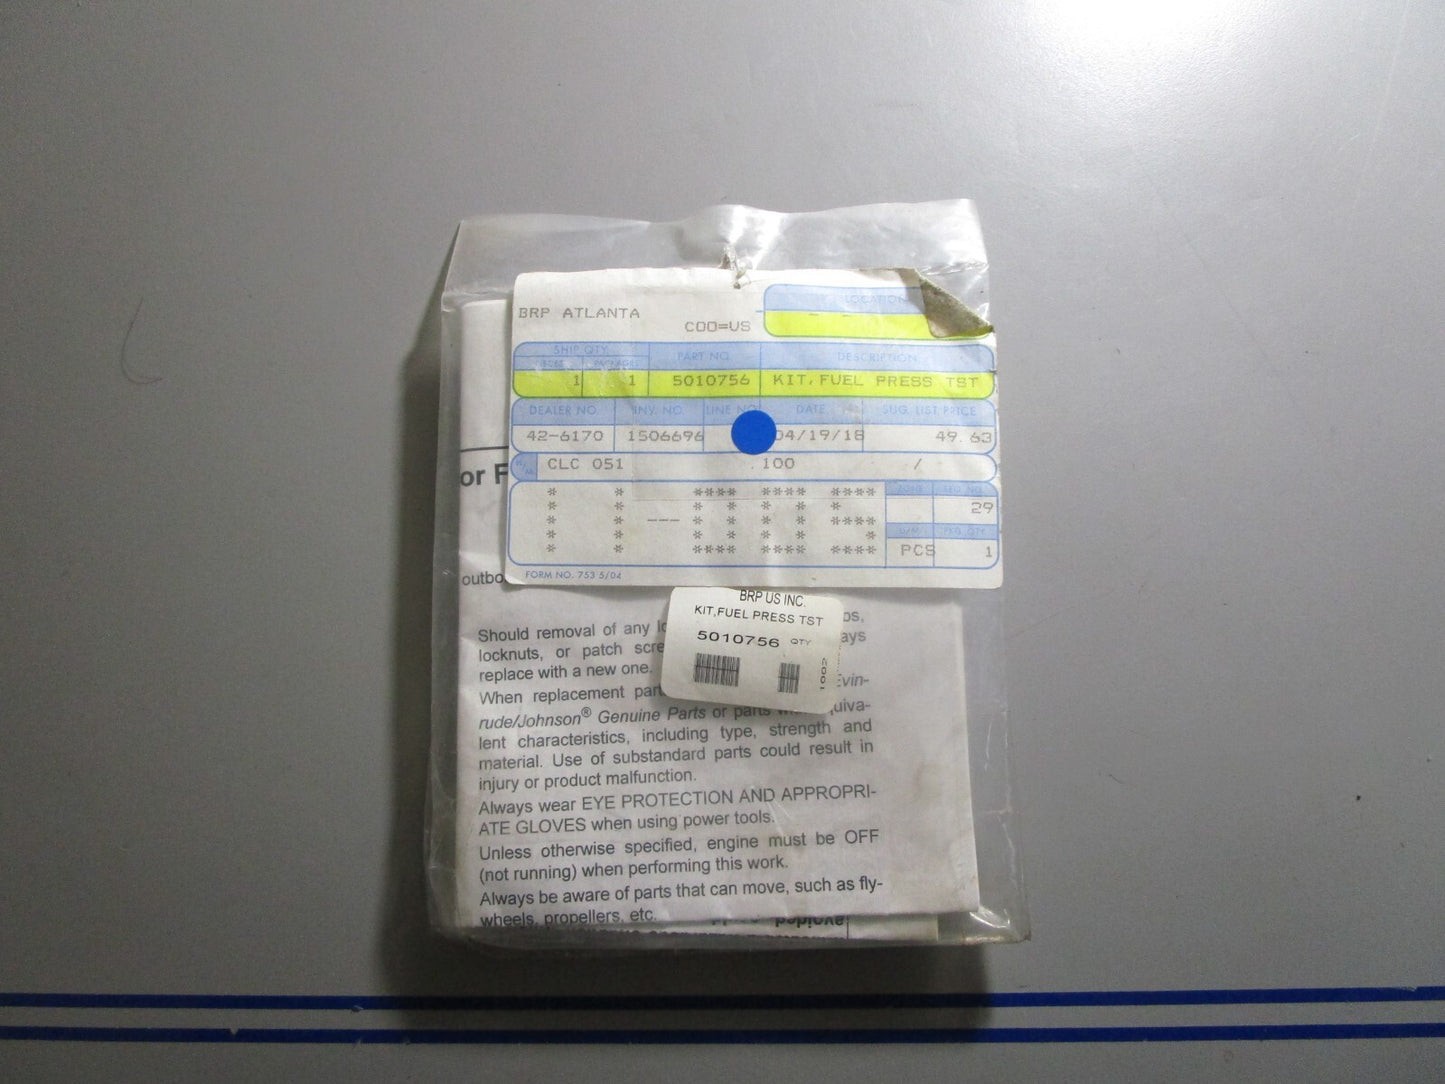 BRP ATLANTA
COO=US
LOCATION
SHIP QTY
PART NO.
DESCRIPTION
1 1 5010756 KIT, FUEL PRESS TST
DEALER NO. INV. NO. LINE NO. DATE SUG. LIST PRICE
42-6170 1506696 04/19/18 49.63
CLC 051 .100 /
* * **** **** ****
* * * * * * *
* * --- * * * * ****
* * * * * * *
* * **** **** ****
29
PKG. QTY.
PCS 1
FORM NO. 753 5/04
or F
outbo
BRP US INC.
KIT,FUEL PRESS TST
5010756 QTY
1002
Should removal of any
locknuts, or patch
replace with a new one.
When replacement
rude/Johnson® Genuine Parts or parts
lent characteristics, including type, strength and
material. Use of substandard parts could result in
injury or product malfunction.
Always wear EYE PROTECTION AND APPROPRI-
ATE GLOVES when using power tools.
Unless otherwise specified, engine must be OFF
(not running) when performing this work.
Always be aware of parts that can move, such as fly-
wheels, propellers, etc.
avoided